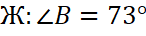 Ж: ∠B = 73°